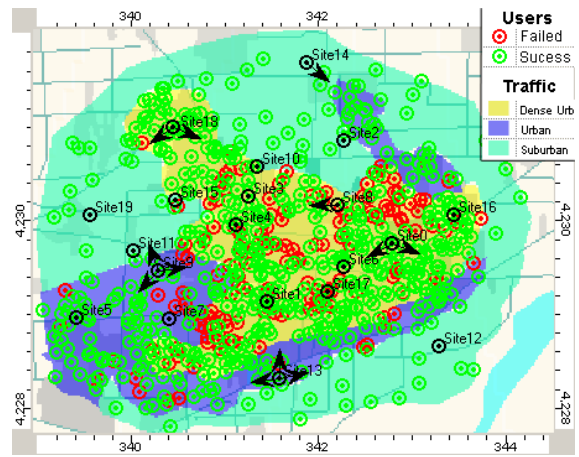 340
342
Users
Failed
Sucess
Traffic
Dense Urb
Urban
Suburban
Site14
Site18
Site2
Site10
Site15
Site3
Site8
Site19
Site4
Site16
4,230
4,230
Site11
Site0
Site9
Site6
Site17
Site1
Site5
Site7
Site12
Site13
4,228
4,228
340
342
344